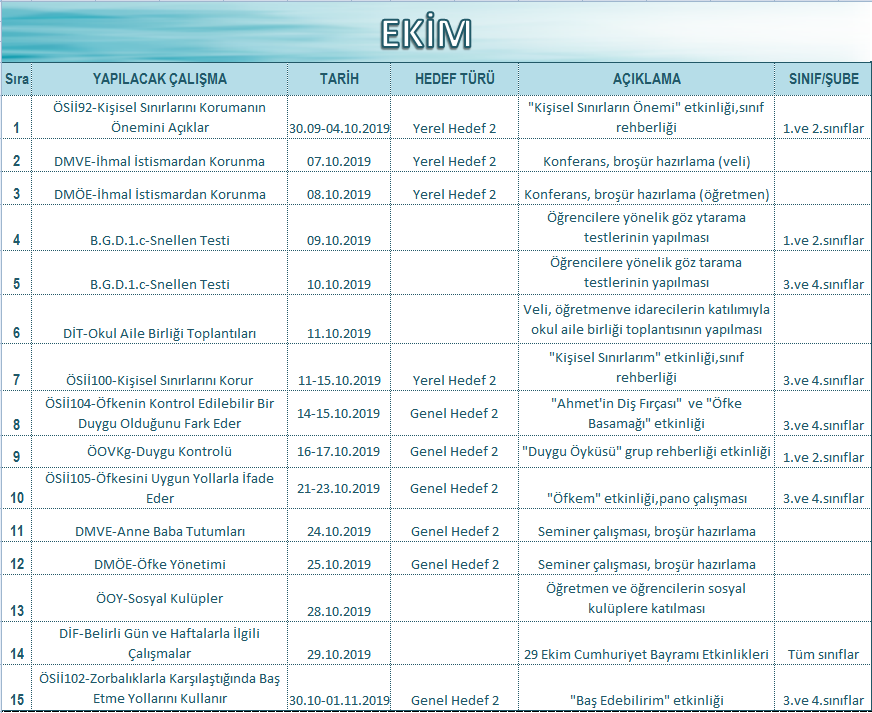 EKİM
Sıra YAPILACAK ÇALIŞMA TARİH HEDEF TÜRÜ AÇIKLAMA SINIF/ŞUBE
1 ÖSİİ92-Kişisel Sınırlarını Korumanın
Önemini Açıklar 30.09-04.10.2019 Yerel Hedef 2 "Kişisel Sınırların Önemi" etkinliği,sınıf
rehberliği 1.ve 2.sınıflar
2 DMVE-İhmal İstismardan Korunma 07.10.2019 Yerel Hedef 2 Konferans, broşür hazırlama (veli)
3 DMÖE-İhmal İstismardan Korunma 08.10.2019 Yerel Hedef 2 Konferans, broşür hazırlama (öğretmen)
4 B.G.D.1.c-Snellen Testi 09.10.2019 Öğrencilere yönelik göz ytarama
testlerinin yapılması 1.ve 2.sınıflar
5 B.G.D.1.c-Snellen Testi 10.10.2019 Öğrencilere yönelik göz tarama
testlerinin yapılması 3.ve 4.sınıflar
6 DİT-Okul Aile Birliği Toplantıları 11.10.2019 Veli, öğretmenve idarecilerin katılımıyla
okul aile birliği toplantısının yapılması
7 ÖSİİ100-Kişisel Sınırlarını Korur 11-15.10.2019 Yerel Hedef 2 "Kişisel Sınırlarım" etkinliği,sınıf
rehberliği 3.ve 4.sınıflar
8 ÖSİİ104-Öfkenin Kontrol Edilebilir Bir
Duygu Olduğunu Fark Eder 14-15.10.2019 Genel Hedef 2 "Ahmet'in Diş Fırçası" ve "Öfke
Basamağı" etkinliği 3.ve 4.sınıflar
9 ÖOVKg-Duygu Kontrolü 16-17.10.2019 Genel Hedef 2 "Duygu Öyküsü" grup rehberliği etkinliği 1.ve 2.sınıflar
10 ÖSİİ105-Öfkesini Uygun Yollarla İfade
Eder 21-23.10.2019 Genel Hedef 2 "Öfkem" etkinliği,pano çalışması 3.ve 4.sınıflar
11 DMVE-Anne Baba Tutumları 24.10.2019 Genel Hedef 2 Seminer çalışması, broşür hazırlama
12 DMÖE-Öfke Yönetimi 25.10.2019 Genel Hedef 2 Seminer çalışması, broşür hazırlama
13 ÖOY-Sosyal Kulüpler 28.10.2019 Öğretmen ve öğrencilerin sosyal
kulüplere katılması
14 DİF-Belirli Gün ve Haftalarla İlgili
Çalışmalar 29.10.2019 29 Ekim Cumhuriyet Bayramı Etkinlikleri Tüm sınıflar
15 ÖSİİ102-Zorbalıklarla Karşılaştığında Baş
Etme Yollarını Kullanır 30.10-01.11.2019 Genel Hedef 2 "Baş Edebilirim" etkinliği 3.ve 4.sınıflar